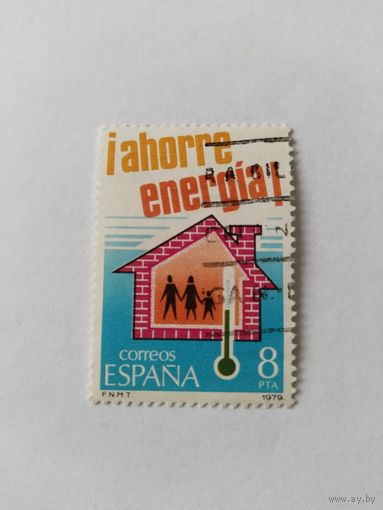 ¡ahorre
energía!
correos
ESPAÑA
8
PTA
F.N.M.T.
1979
www.ay.by